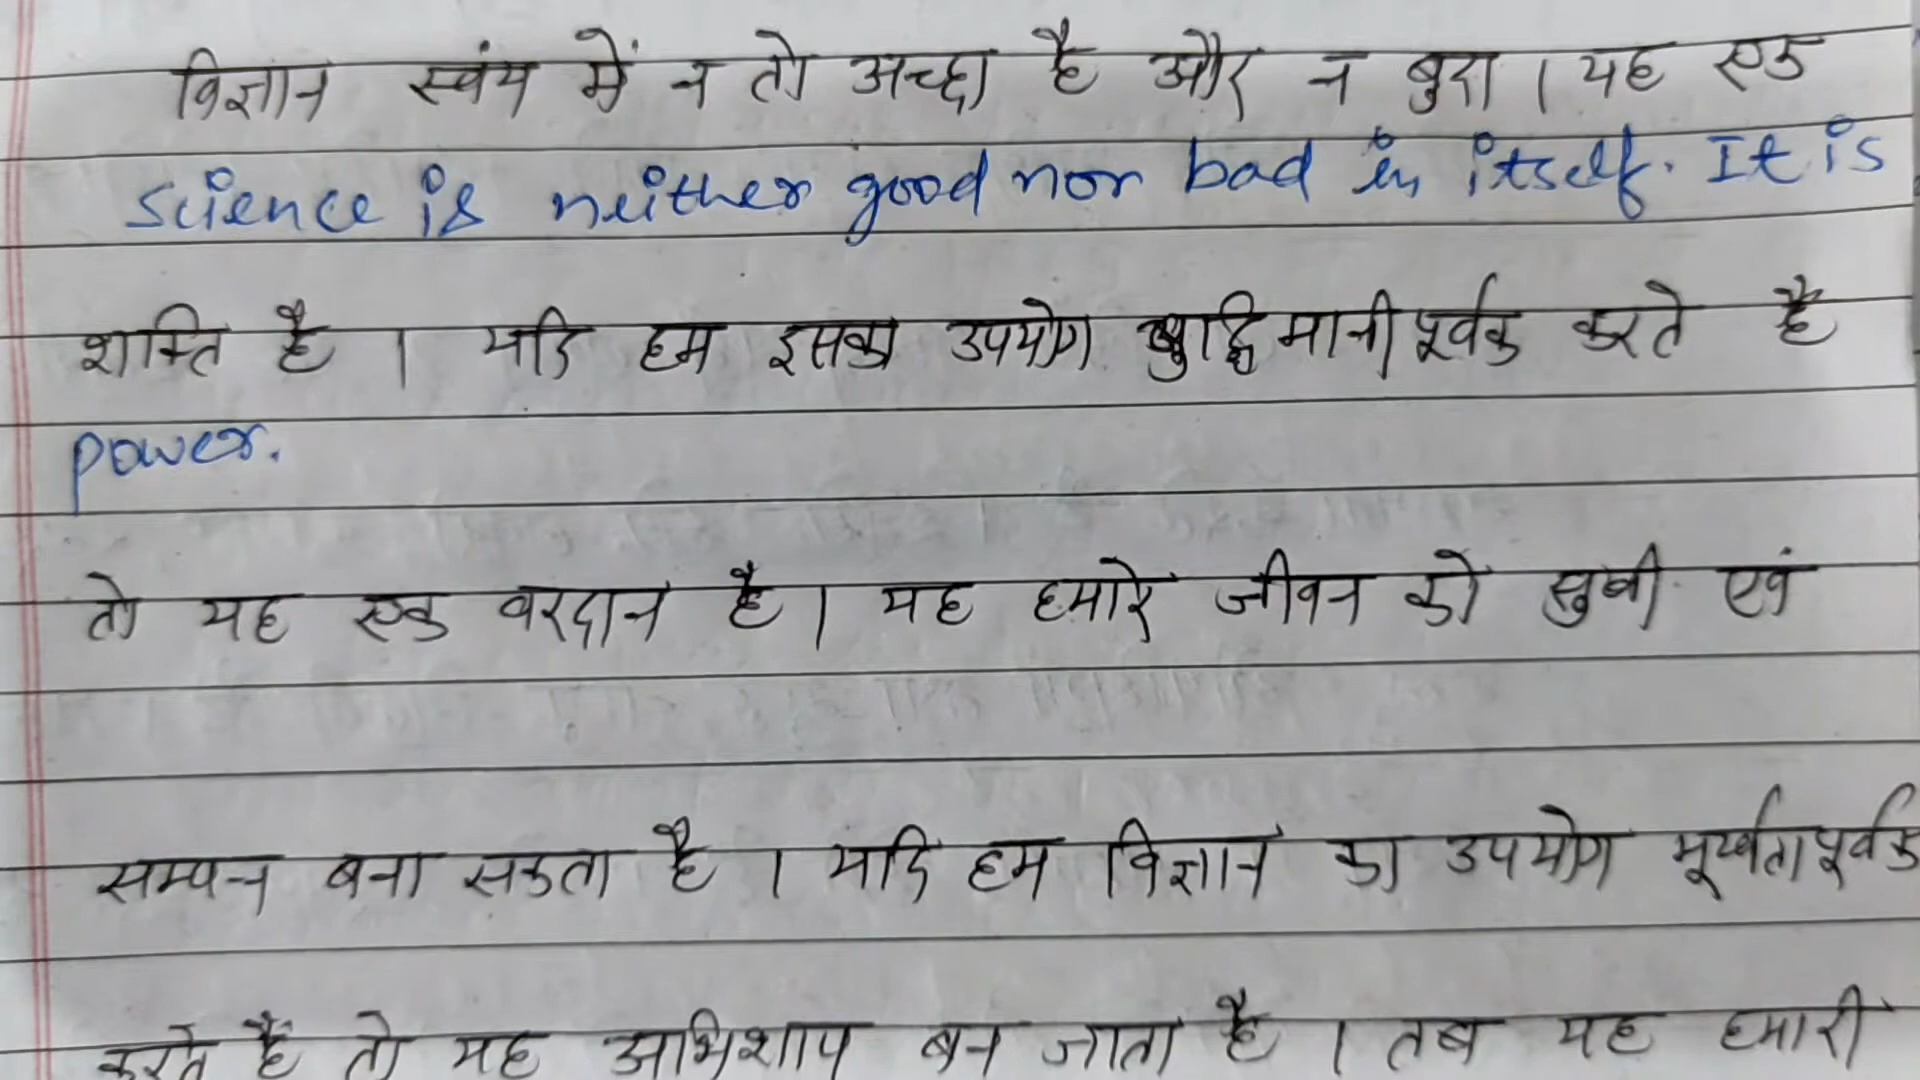 विज्ञान स्वंय में न तो अच्छा है और न बुरा । यह एक
science is neither good nor bad in itself. It is
शक्ति है । यदि हम इसका उपयोग बुद्धिमानी पूर्वक करते है
power.
तो यह एक वरदान है । यह हमारे जीवन को सुखी एवं
सम्पन्न बना सकता है । यदि हम विज्ञान का उपयोग मूर्खतापूर्वक
करते हैं तो यह अभिशाप बन जाता है । तब यह हमारी